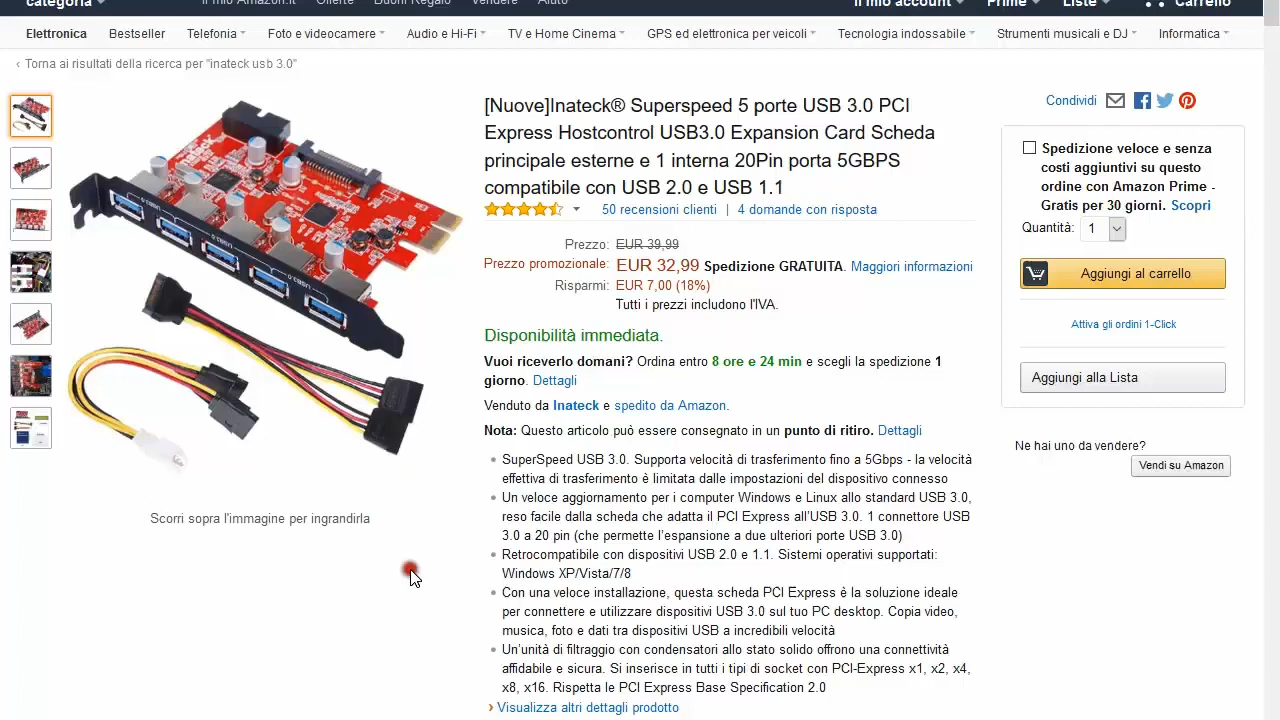 categoria
Il mio Amazon.it Offerte Buoni Regalo Vendere Aiuto
Il mio account Prime Liste Carrello
Elettronica Bestseller Telefonia Foto e videocamere Audio e Hi-Fi TV e Home Cinema GPS ed elettronica per veicoli Tecnologia indossabile Strumenti musicali e DJ Informatica
‹ Torna ai risultati della ricerca per "inateck usb 3.0"
[Nuove]Inateck® Superspeed 5 porte USB 3.0 PCI
Express Hostcontrol USB3.0 Expansion Card Scheda
principale esterne e 1 interna 20Pin porta 5GBPS
compatibile con USB 2.0 e USB 1.1
50 recensioni clienti | 4 domande con risposta
Prezzo: EUR 39,99
Prezzo promozionale: EUR 32,99 Spedizione GRATUITA. Maggiori informazioni
Risparmi: EUR 7,00 (18%)
Tutti i prezzi includono l'IVA.
Disponibilità immediata.
Vuoi riceverlo domani? Ordina entro 8 ore e 24 min e scegli la spedizione 1
giorno. Dettagli
Venduto da Inateck e spedito da Amazon.
Nota: Questo articolo può essere consegnato in un punto di ritiro. Dettagli
SuperSpeed USB 3.0. Supporta velocità di trasferimento fino a 5Gbps - la velocità
effettiva di trasferimento è limitata dalle impostazioni del dispositivo connesso
Un veloce aggiornamento per i computer Windows e Linux allo standard USB 3.0,
reso facile dalla scheda che adatta il PCI Express all'USB 3.0. 1 connettore USB
3.0 a 20 pin (che permette l'espansione a due ulteriori porte USB 3.0)
Retrocompatibile con dispositivi USB 2.0 e 1.1. Sistemi operativi supportati:
Windows XP/Vista/7/8
Con una veloce installazione, questa scheda PCI Express è la soluzione ideale
per connettere e utilizzare dispositivi USB 3.0 sul tuo PC desktop. Copia video,
musica, foto e dati tra dispositivi USB a incredibili velocità
Un'unità di filtraggio con condensatori allo stato solido offrono una connettività
affidabile e sicura. Si inserisce in tutti i tipi di socket con PCI-Express x1, x2, x4,
x8, x16. Rispetta le PCI Express Base Specification 2.0
› Visualizza altri dettagli prodotto
Scorri sopra l'immagine per ingrandirla
Condividi
Spedizione veloce e senza
costi aggiuntivi su questo
ordine con Amazon Prime -
Gratis per 30 giorni. Scopri
Quantità: 1
Aggiungi al carrello
Attiva gli ordini 1-Click
Aggiungi alla Lista
Ne hai uno da vendere?
Vendi su Amazon